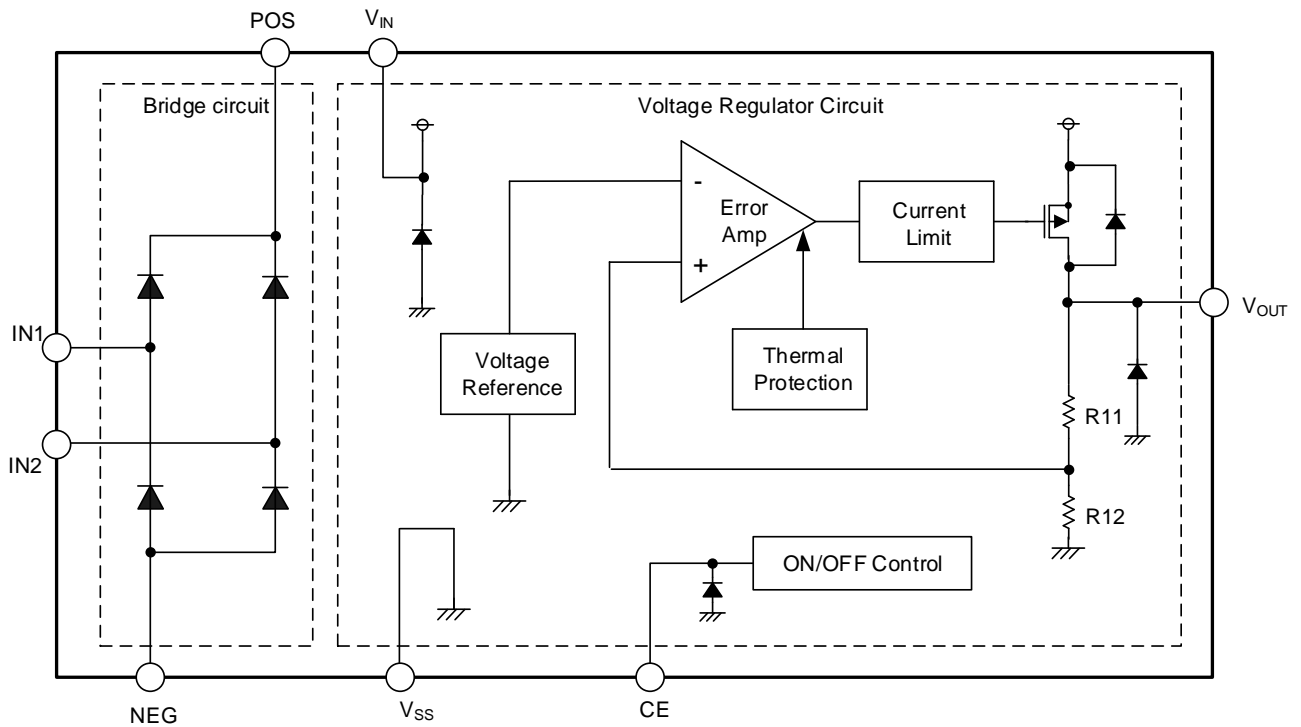 POS
VIN
Bridge circuit
Voltage Regulator Circuit
-
Error
Amp
+
Current
Limit
IN1
VOUT
Voltage
Reference
Thermal
Protection
R11
IN2
R12
ON/OFF Control
NEG
VSS
CE